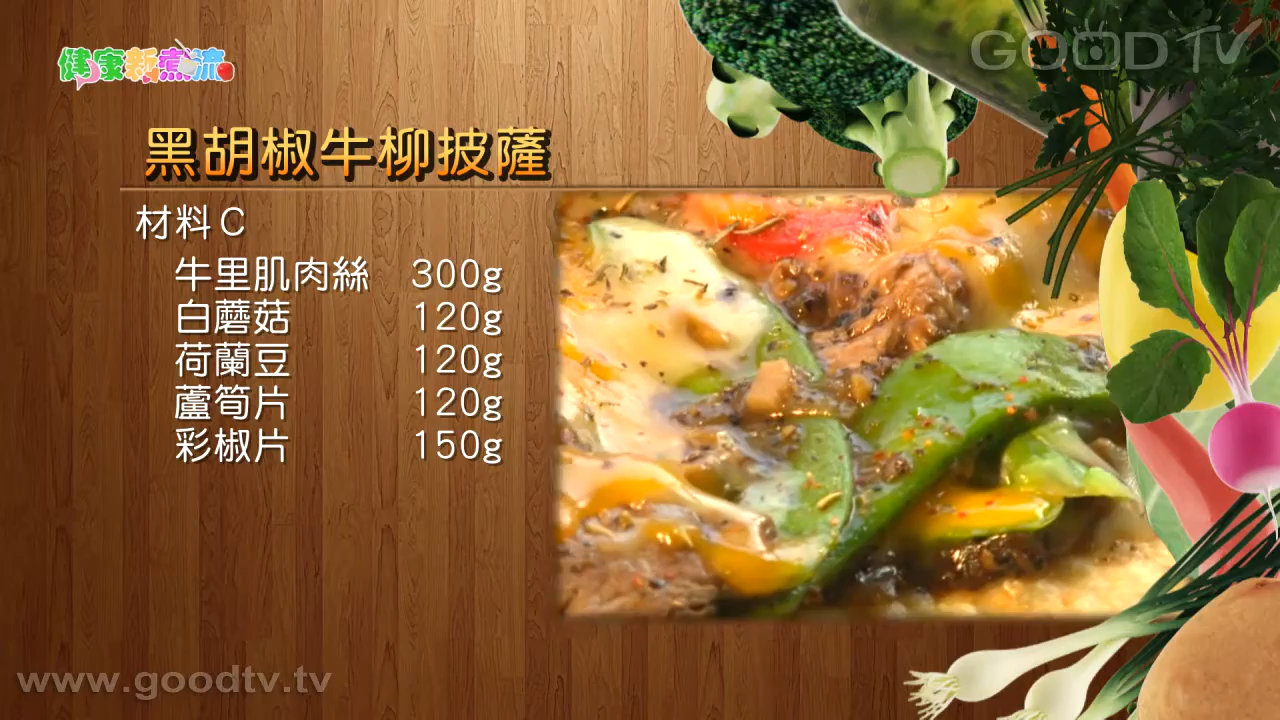 健康新煮流
GOOD TV
黑胡椒牛柳披薩
材料C
牛里肌肉絲 300g
白蘑菇 120g
荷蘭豆 120g
蘆筍片 120g
彩椒片 150g
www.goodtv.tv